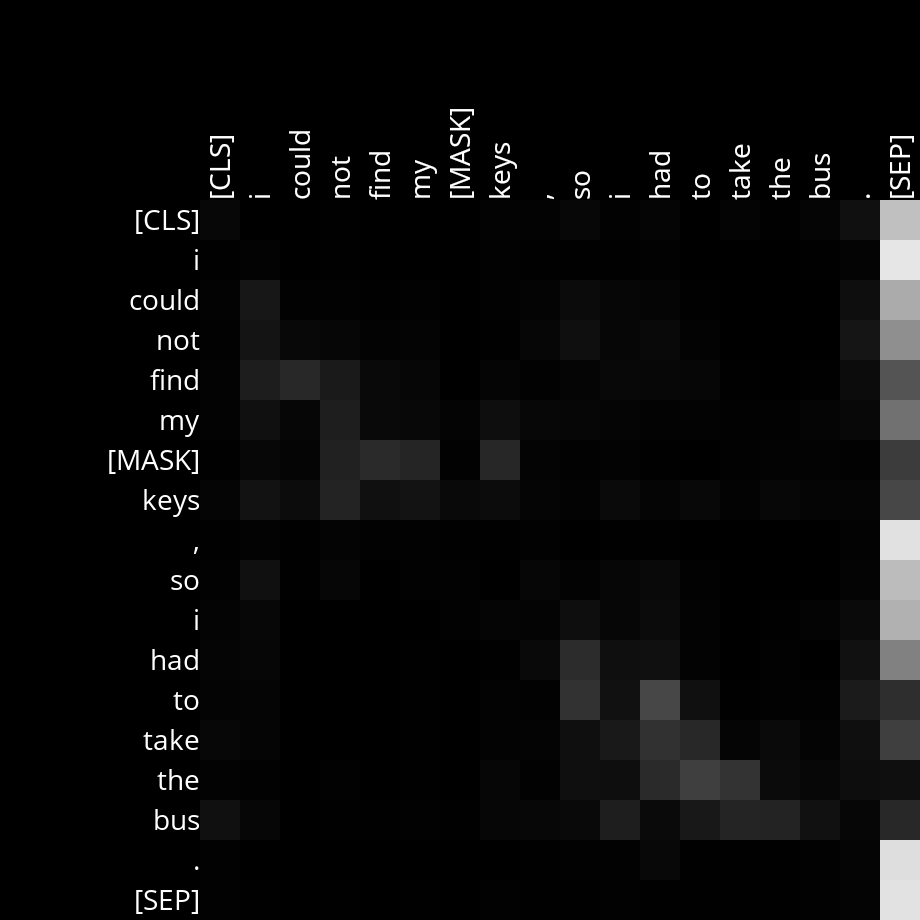 [CLS] i could not find my [MASK] keys , so i had to take the bus . [SEP]
[CLS]
i
could
not
find
my
[MASK]
keys
,
so
i
had
to
take
the
bus
.
[SEP]